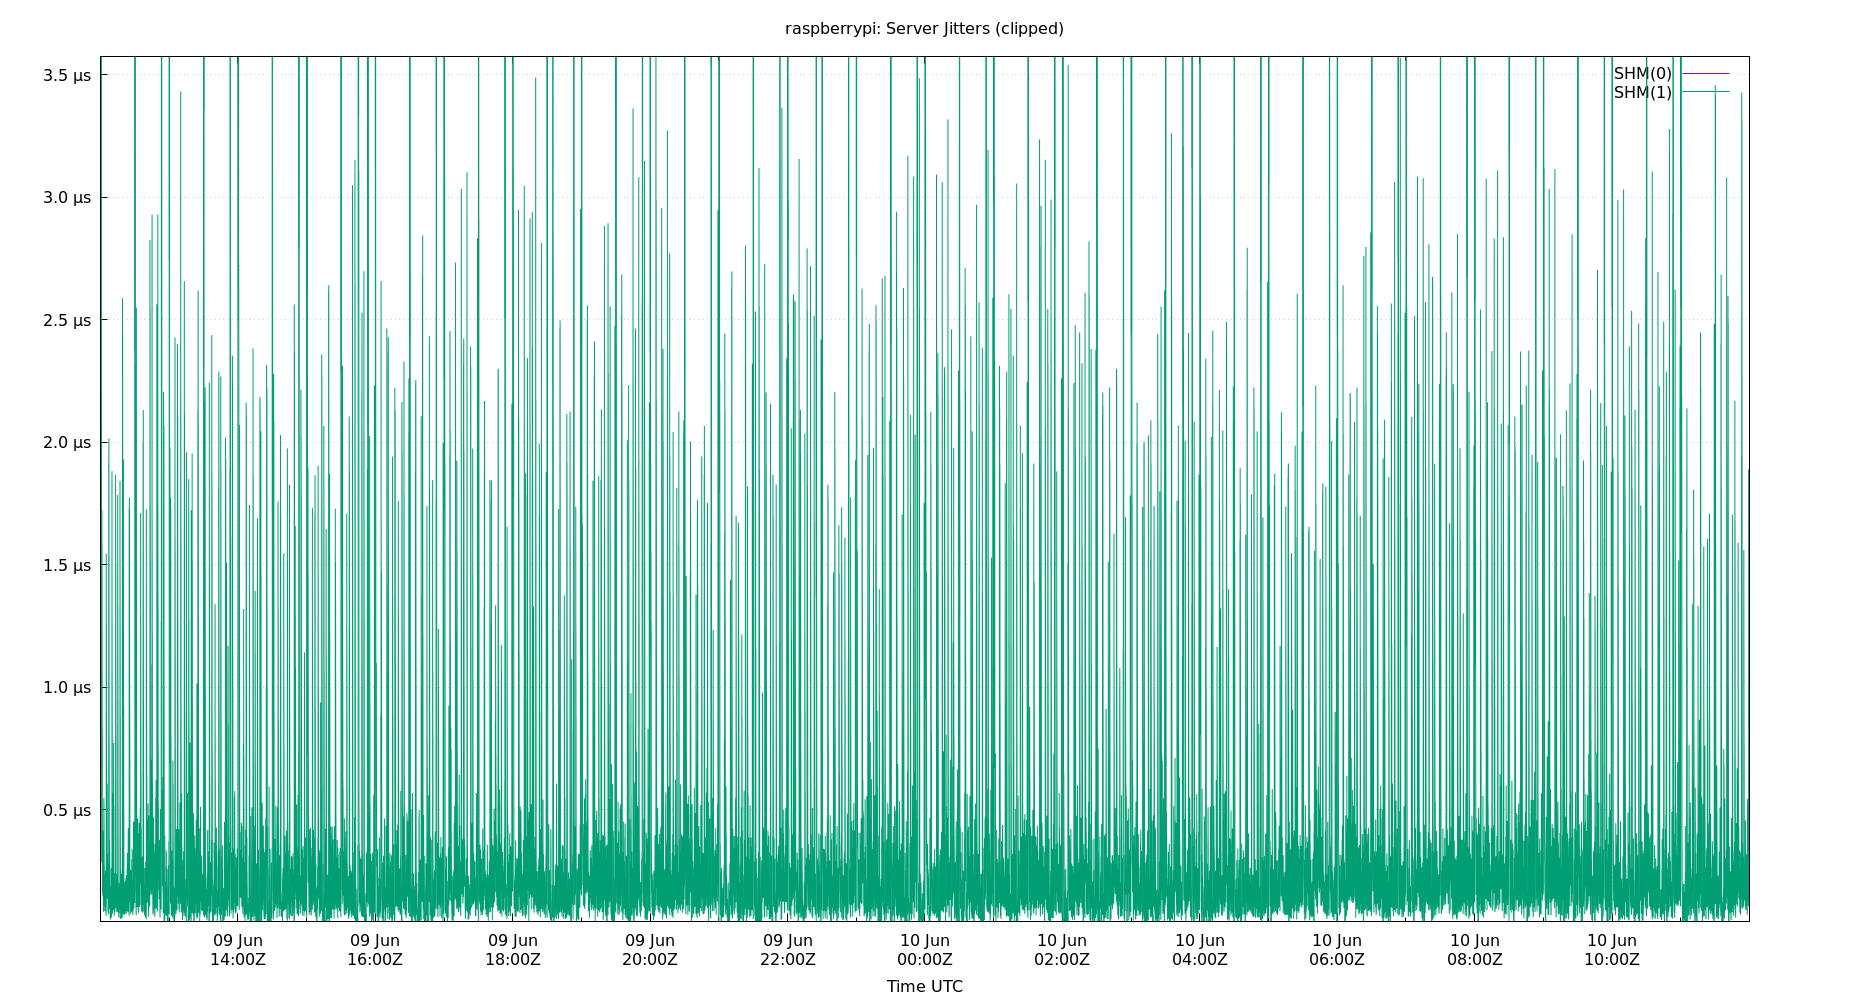 raspberrypi: Server Jitters (clipped)
3.5 µs
SHM(0)
SHM(1)
3.0 µs
2.5 µs
2.0 µs
1.5 µs
1.0 µs
0.5 µs
09 Jun 09 Jun 09 Jun 09 Jun 09 Jun 10 Jun 10 Jun 10 Jun 10 Jun 10 Jun 10 Jun
14:00Z 16:00Z 18:00Z 20:00Z 22:00Z 00:00Z 02:00Z 04:00Z 06:00Z 08:00Z 10:00Z
Time UTC